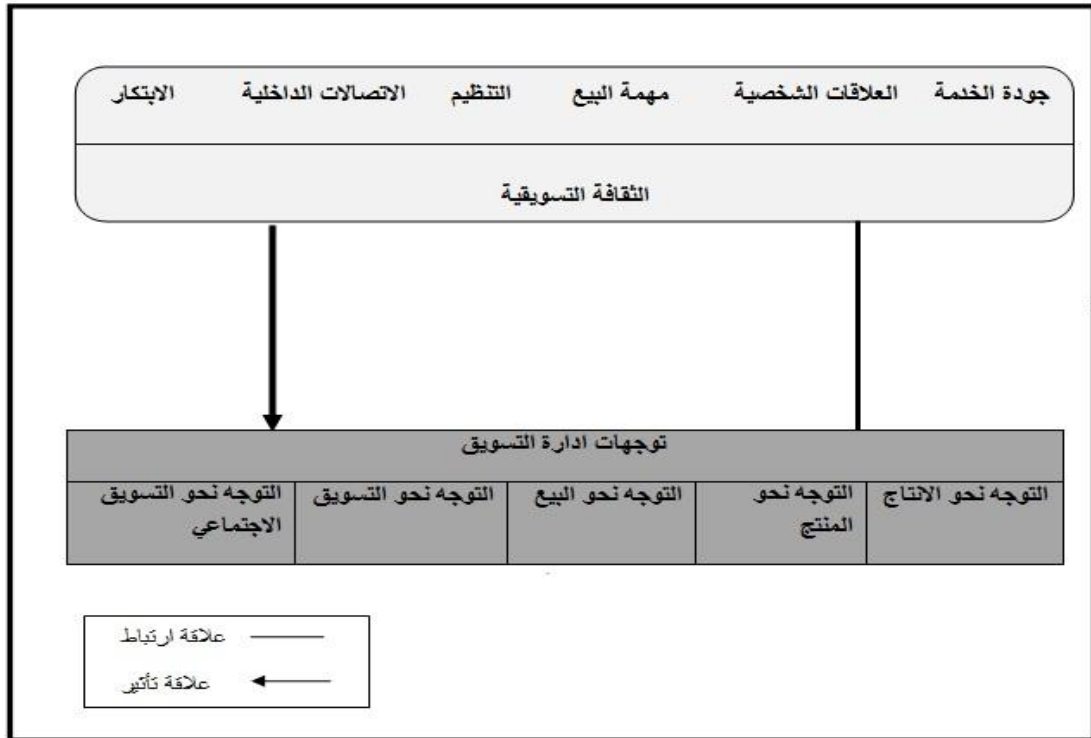 جودة الخدمة العلاقات الشخصية مهمة البيع التنظيم الاتصالات الداخلية الابتكار
الثقافة التسويقية
توجهات ادارة التسويق
التوجه نحو الانتاج
التوجه نحو
المنتج
التوجه نحو البيع
التوجه نحو التسويق
التوجه نحو التسويق
الاجتماعي
علاقة ارتباط
علاقة تأثير